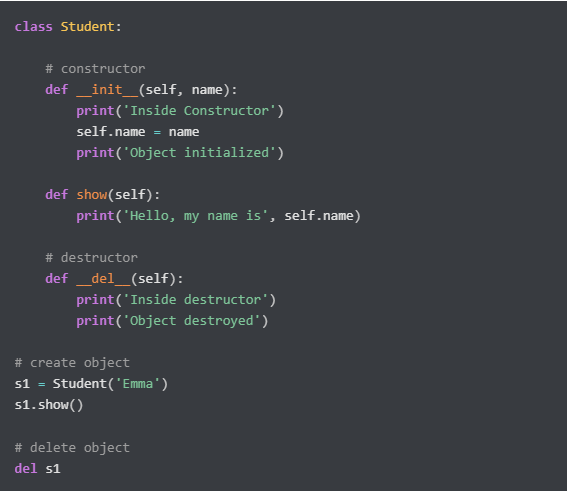 class Student:
    # constructor
    def __init__(self, name):
        print('Inside Constructor')
        self.name = name
        print('Object initialized')
    def show(self):
        print('Hello, my name is', self.name)
    # destructor
    def __del__(self):
        print('Inside destructor')
        print('Object destroyed')
# create object
s1 = Student('Emma')
s1.show()
# delete object
del s1